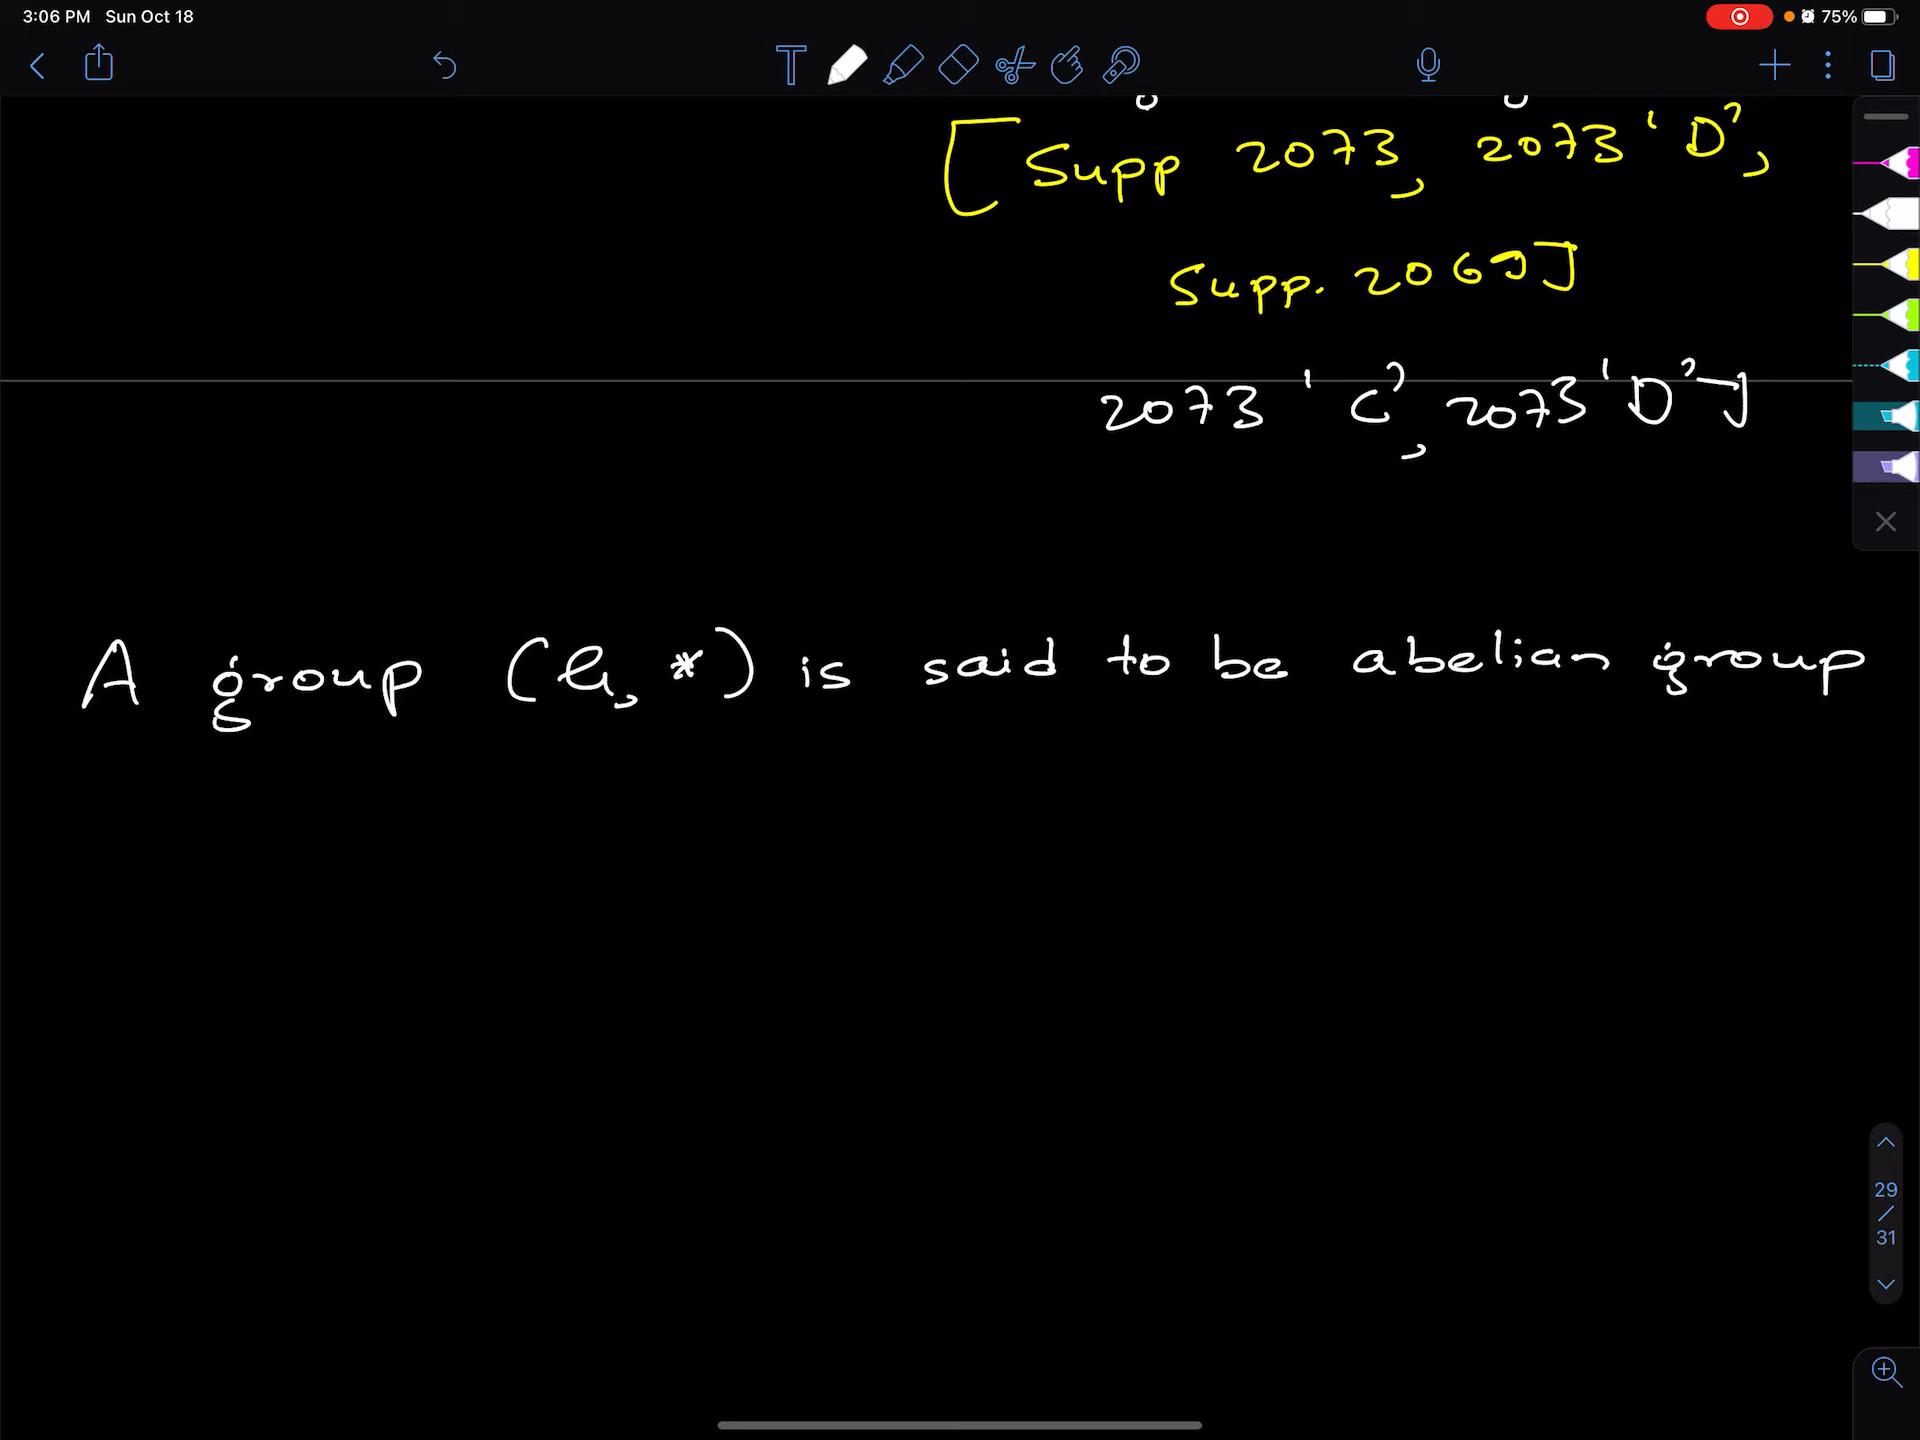 3:06 PM Sun Oct 18
75%
[Supp 2073, 2073 'D',
Supp. 2069]
2073 'C', 2073 'D']
A group (G, *) is said to be abelian group
29
/
31